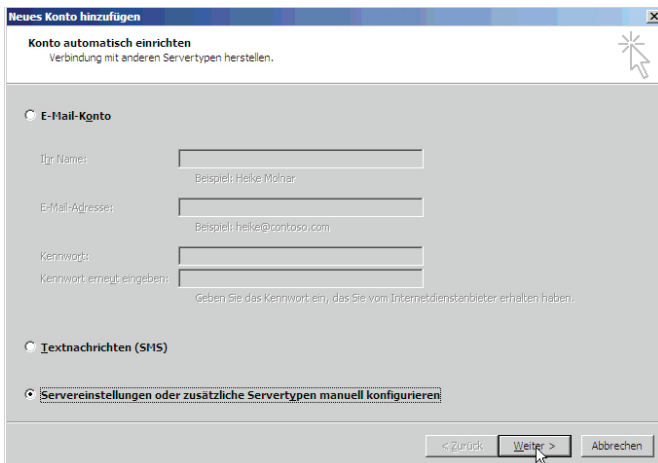 Neues Konto hinzufügen
Konto automatisch einrichten
Verbindung mit anderen Servertypen herstellen.
E-Mail-Konto
Ihr Name:
Beispiel: Heike Molnar
E-Mail-Adresse:
Beispiel: heike@contoso.com
Kennwort:
Kennwort erneut eingeben:
Geben Sie das Kennwort ein, das Sie vom Internetdienstanbieter erhalten haben.
Textnachrichten (SMS)
Servereinstellungen oder zusätzliche Servertypen manuell konfigurieren
< Zurück Weiter > Abbrechen